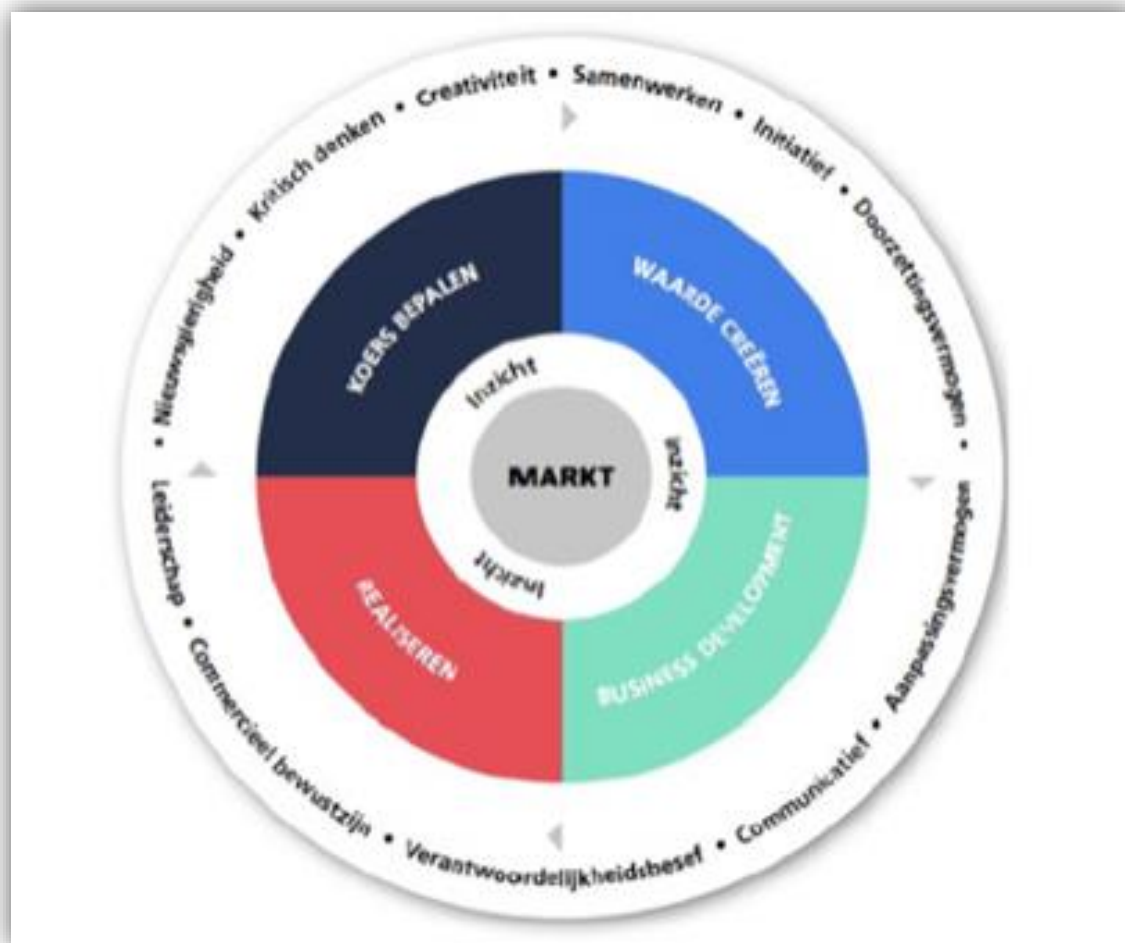 • Nieuwsgierigheid • Kritisch denken • Creativiteit • Samenwerken • Initiatief • Doorzettingsvermogen •
Aanpassingsvermogen • Communicatief • Verantwoordelijkheidsbesef • Commercieel bewustzijn • Leiderschap
KOERS BEPALEN
WAARDE CREËREN
BUSINESS DEVELOPMENT
REALISEREN
Inzicht
Inzicht
Inzicht
MARKT